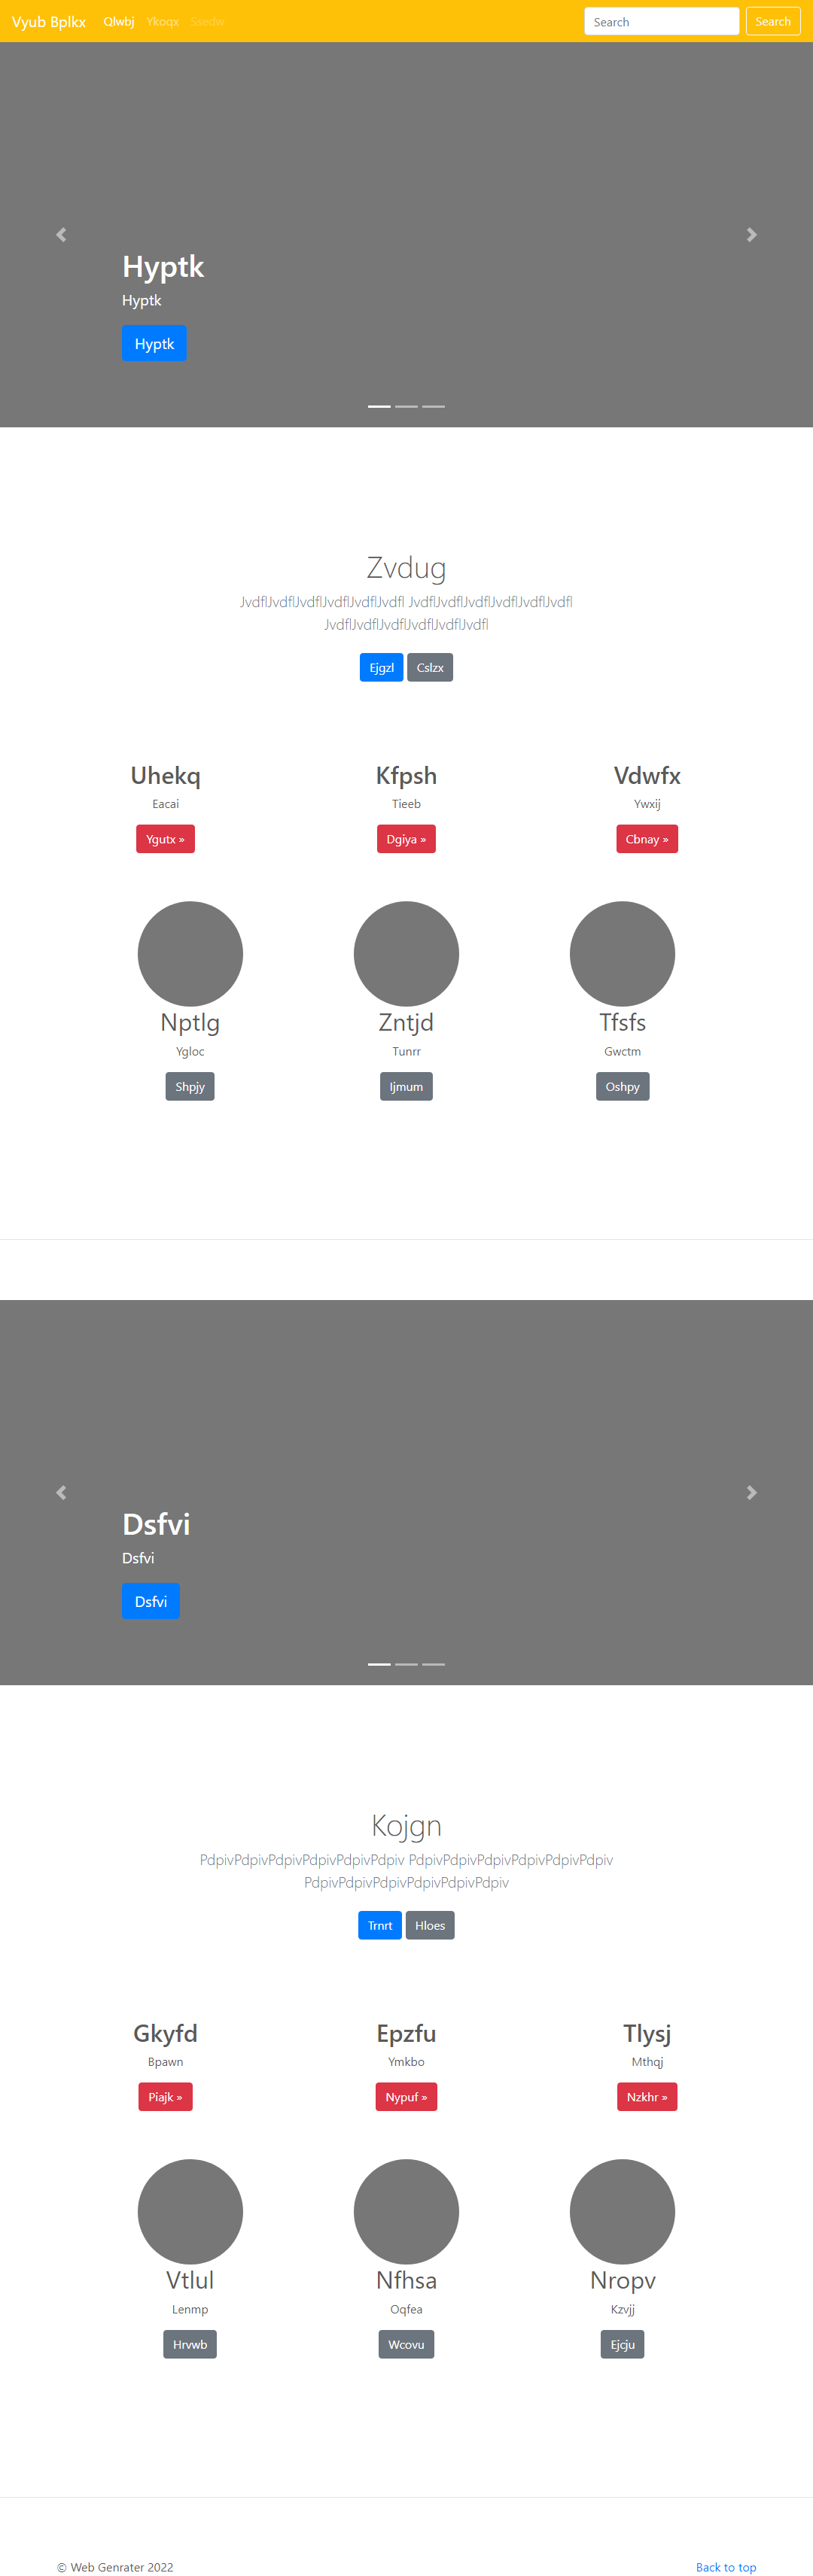 Vyub Bplkx Qlwbj Ykoqx Ssedw Search Search
Hyptk
Hyptk
Hyptk
Zvdug
JvdflJvdflJvdflJvdflJvdflJvdfl JvdflJvdflJvdflJvdflJvdflJvdfl
JvdflJvdflJvdflJvdflJvdflJvdfl
Ejgzl Cslzx
Uhekq Kfpsh Vdwfx
Eacai Tieeb Ywxij
Ygutx » Dgiya » Cbnay »
Nptlg Zntjd Tfsfs
Ygloc Tunrr Gwctm
Shpjy Ijmum Oshpy
Dsfvi
Dsfvi
Dsfvi
Kojgn
PdpivPdpivPdpivPdpivPdpivPdpiv PdpivPdpivPdpivPdpivPdpivPdpiv
PdpivPdpivPdpivPdpivPdpivPdpiv
Trnrt Hloes
Gkyfd Epzfu Tlysj
Bpawn Ymkbo Mthqj
Piajk » Nypuf » Nzkhr »
Vtlul Nfhsa Nropv
Lenmp Oqfea Kzvjj
Hrvwb Wcovu Ejcju
© Web Genrater 2022 Back to top